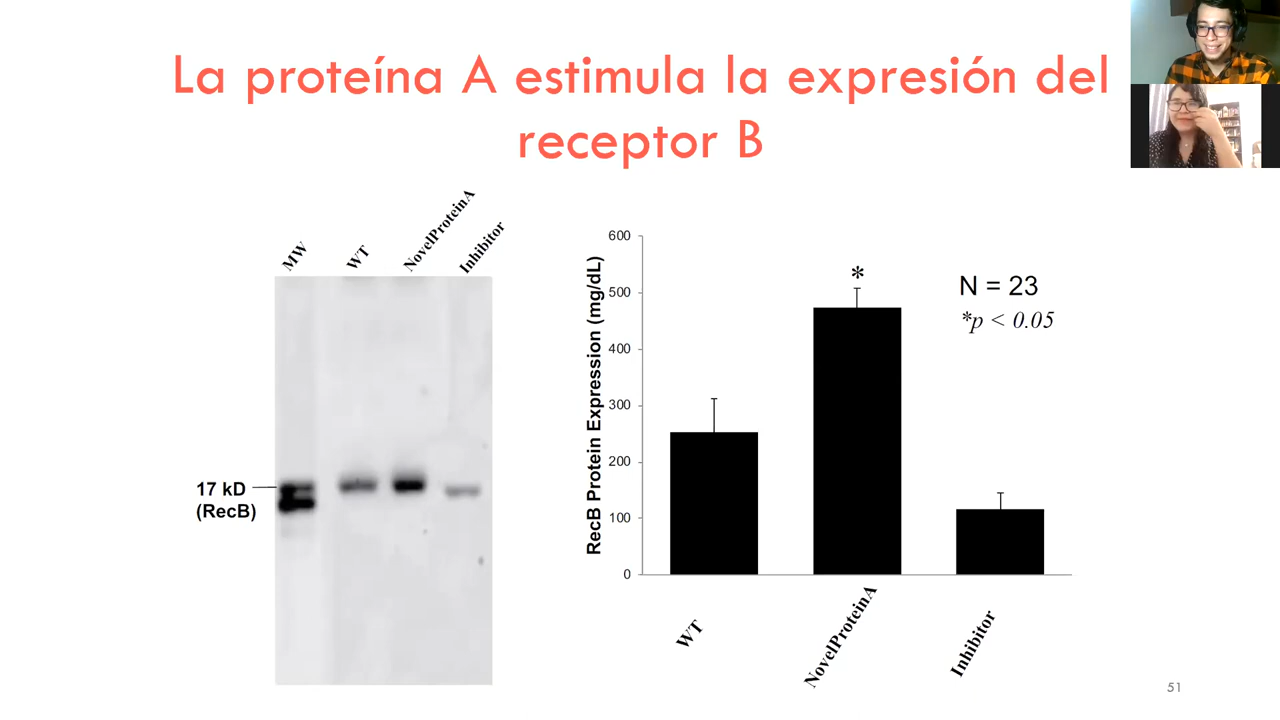 La proteína A estimula la expresión del
receptor B
MW
WT
NovelProteinA
Inhibitor
17 kD
(RecB)
RecB Protein Expression (mg/dL)
600
500
400
300
200
100
0
*
N = 23
*p < 0.05
WT
NovelProteinA
Inhibitor
51